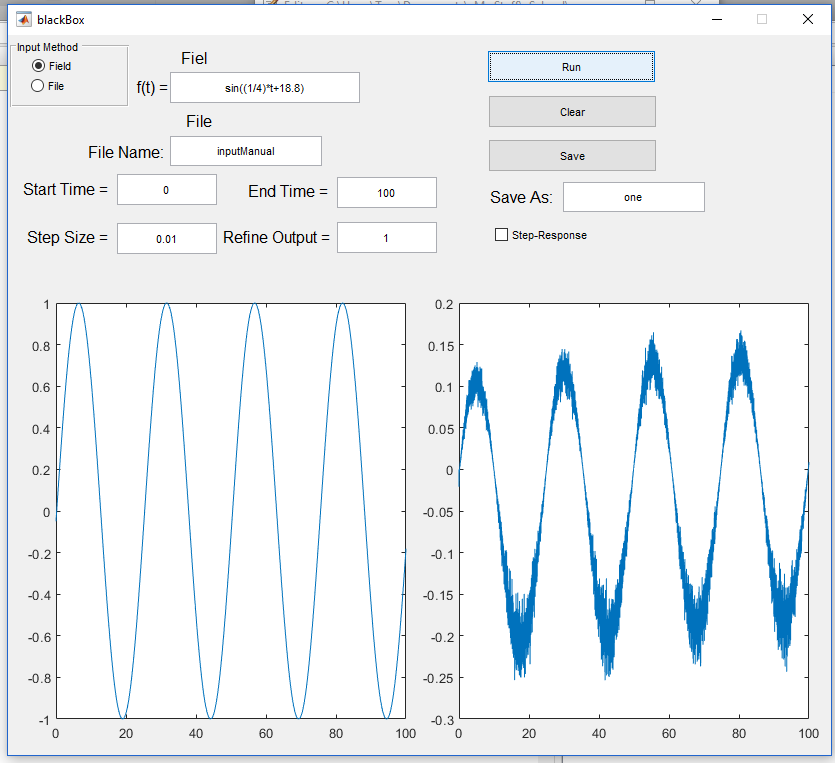 blackBox
Input Method
Field
File
Fiel
f(t) =
sin((1/4)*t+18.8)
File
File Name:
inputManual
Start Time =
0
End Time =
100
Step Size =
0.01
Refine Output =
1
Run
Clear
Save
Save As:
one
Step-Response
1
0.8
0.6
0.4
0.2
0
-0.2
-0.4
-0.6
-0.8
-1
0 20 40 60 80 100
0.2
0.15
0.1
0.05
0
-0.05
-0.1
-0.15
-0.2
-0.25
-0.3
0 20 40 60 80 100